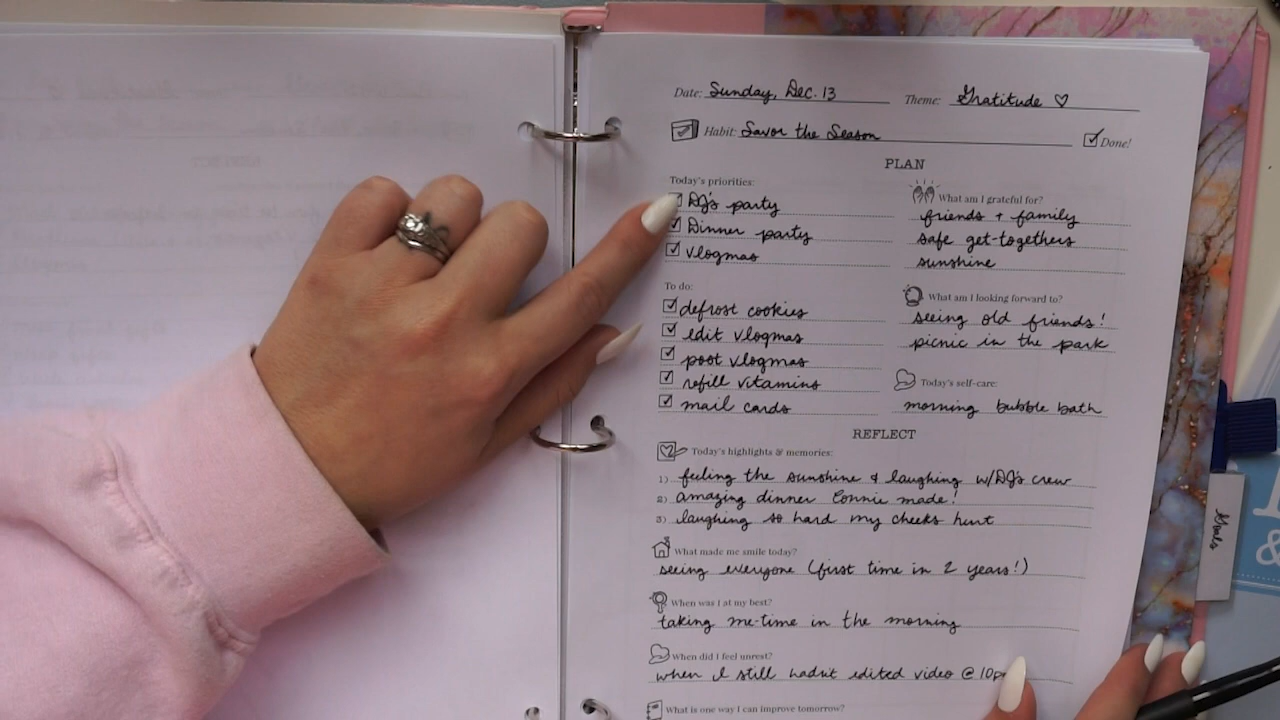 Date: Sunday, Dec. 13 Theme: Gratitude ♡
Habit: Savor the Season Done!
PLAN
Today's priorities:
DJ's party
Dinner party
vlogmas
To do:
defrost cookies
edit vlogmas
post vlogmas
refill vitamins
mail cards
What am I grateful for?
friends + family
safe get-togethers
sunshine
What am I looking forward to?
seeing old friends!
picnic in the park
Today's self-care:
morning bubble bath
REFLECT
Today's highlights & memories:
1) feeling the sunshine & laughing w/DJ's crew
2) amazing dinner Connie made!
3) laughing so hard my cheeks hurt
What made me smile today?
seeing everyone (first time in 2 years!)
When was I at my best?
taking me-time in the morning
When did I feel unrest?
when I still hadn't edited video @ 10p
What is one way I can improve tomorrow?
&